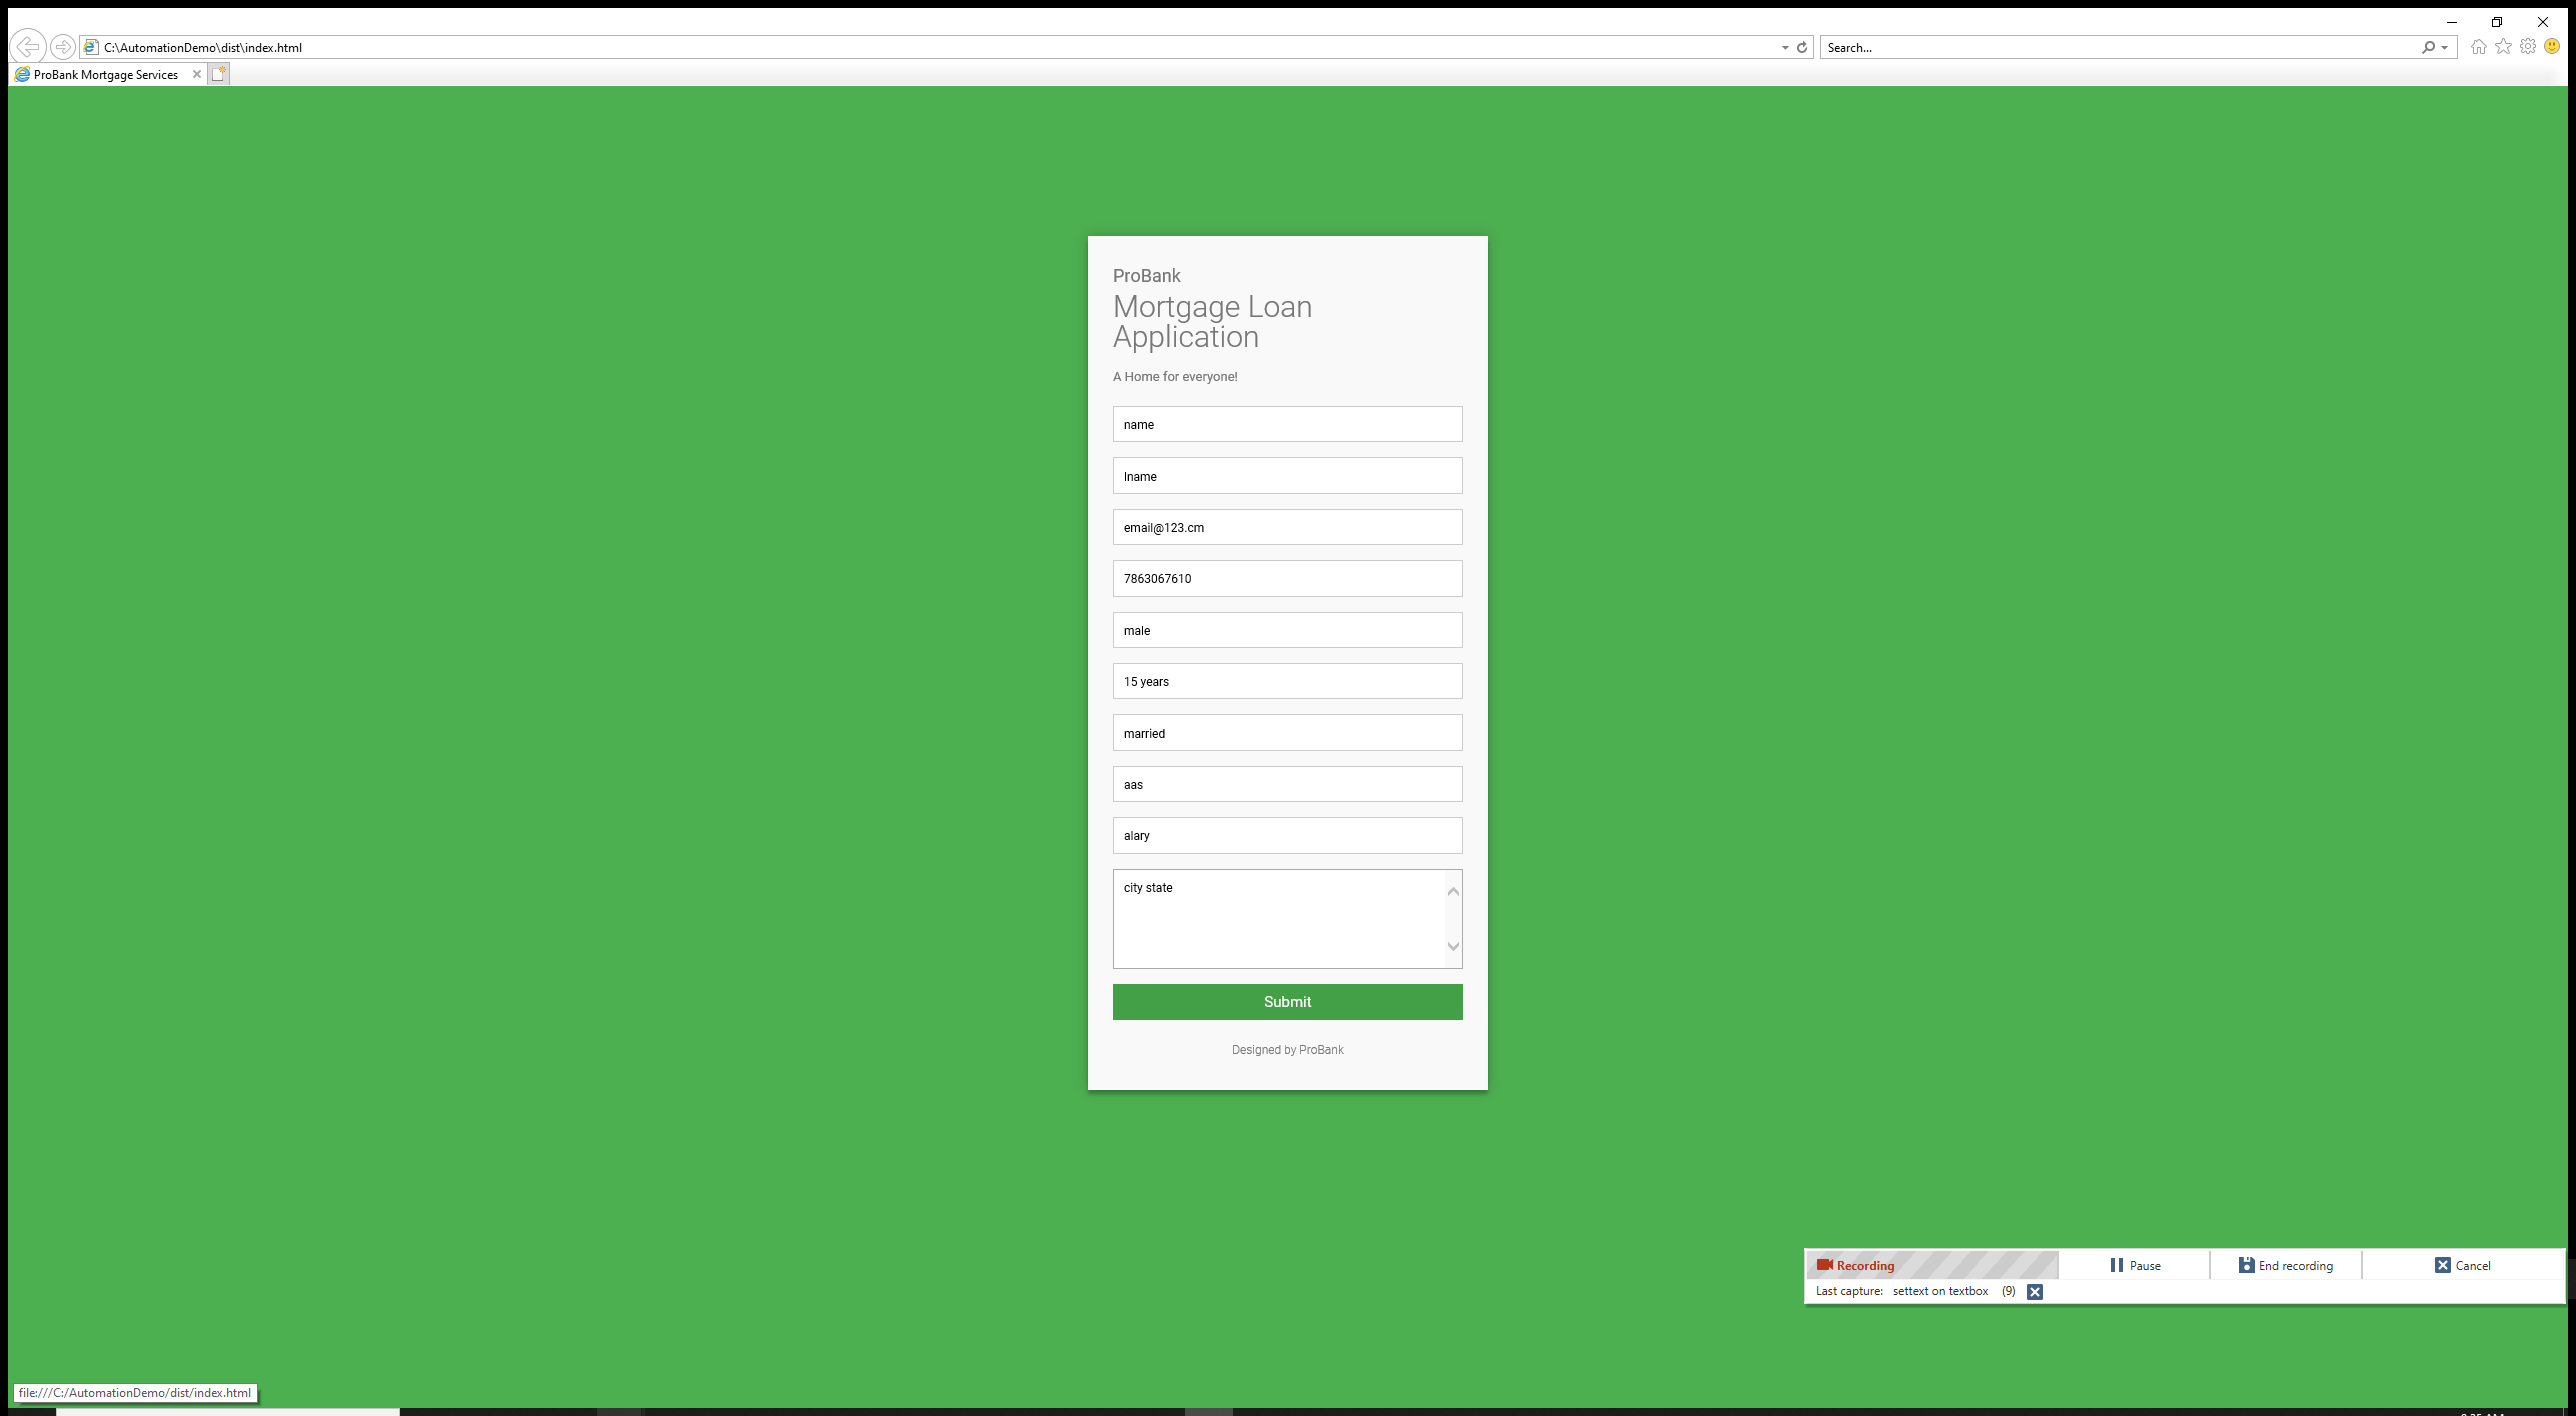 C:\AutomationDemo\dist\index.html
Search...
ProBank Mortgage Services
ProBank
Mortgage Loan
Application
A Home for everyone!
name
lname
email@123.cm
7863067610
male
15 years
married
aas
alary
city state
Submit
Designed by ProBank
Recording Pause End recording Cancel
Last capture: settext on textbox (9)
file:///C:/AutomationDemo/dist/index.html